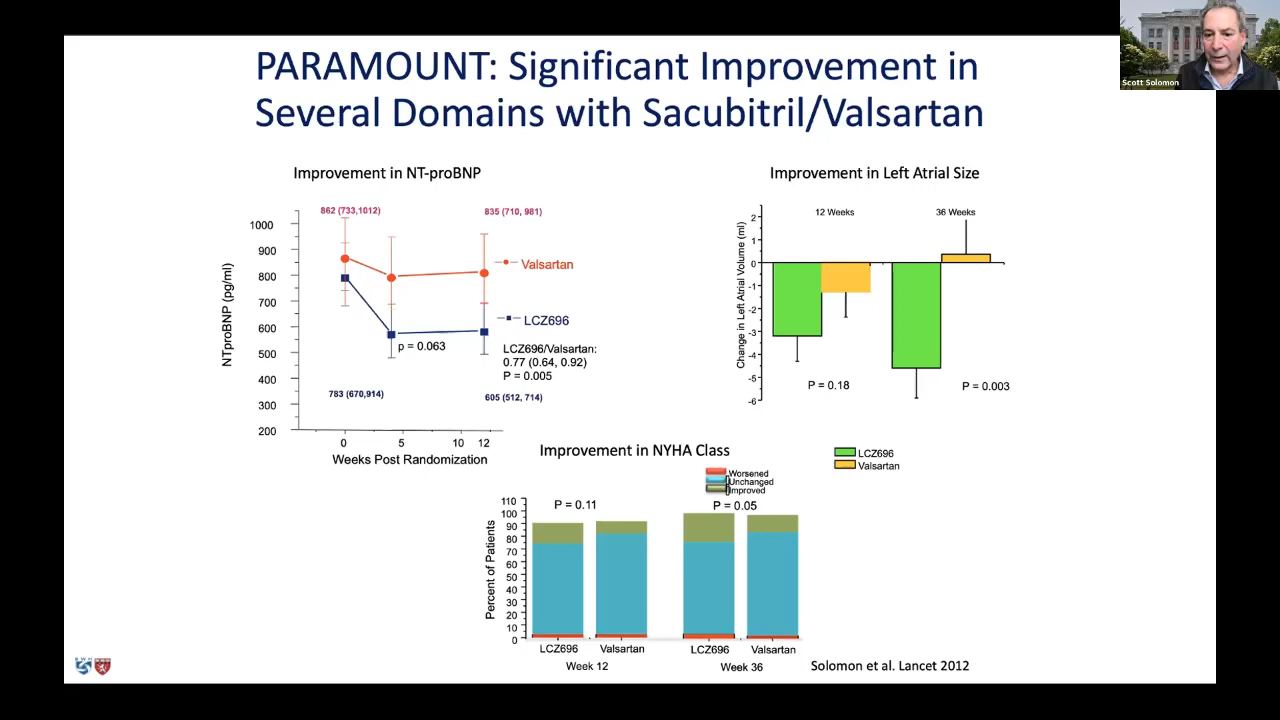 Scott Solomon
PARAMOUNT: Significant Improvement in
Several Domains with Sacubitril/Valsartan
Improvement in NT-proBNP
862 (733,1012)
835 (710, 981)
1000
900
800
700
600
500
400
300
200
NTproBNP (pg/ml)
Valsartan
LCZ696
p = 0.063
LCZ696/Valsartan:
0.77 (0.64, 0.92)
P = 0.005
783 (670,914)
605 (512, 714)
0 5 10 12
Weeks Post Randomization
Improvement in Left Atrial Size
12 Weeks
36 Weeks
2
1
0
-1
-2
-3
-4
-5
-6
Change in Left Atrial Volume (ml)
P = 0.18
P = 0.003
LCZ696
Valsartan
Improvement in NYHA Class
Worsened
Unchanged
Improved
P = 0.11
P = 0.05
110
100
90
80
70
60
50
40
30
20
10
0
Percent of Patients
LCZ696 Valsartan LCZ696 Valsartan
Week 12 Week 36
Solomon et al. Lancet 2012